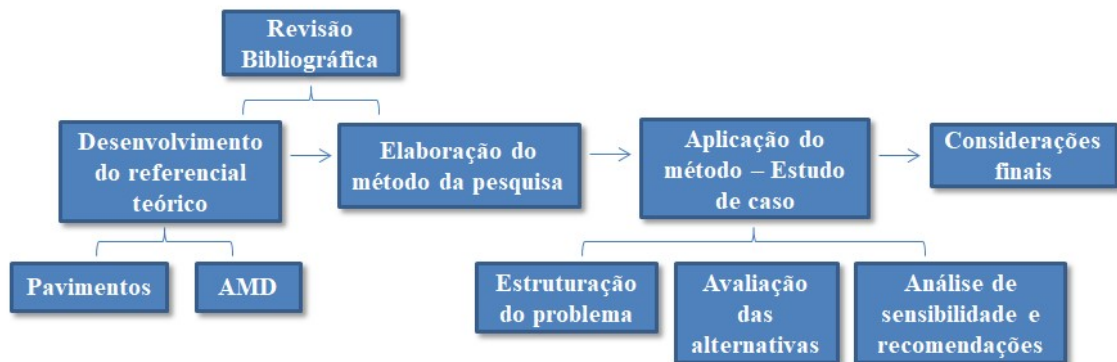 Revisão
Bibliográfica
Desenvolvimento
do referencial
teórico
Elaboração do
método da pesquisa
Aplicação do
método – Estudo
de caso
Considerações
finais
Pavimentos
AMD
Estruturação
do problema
Avaliação
das
alternativas
Análise de
sensibilidade e
recomendações